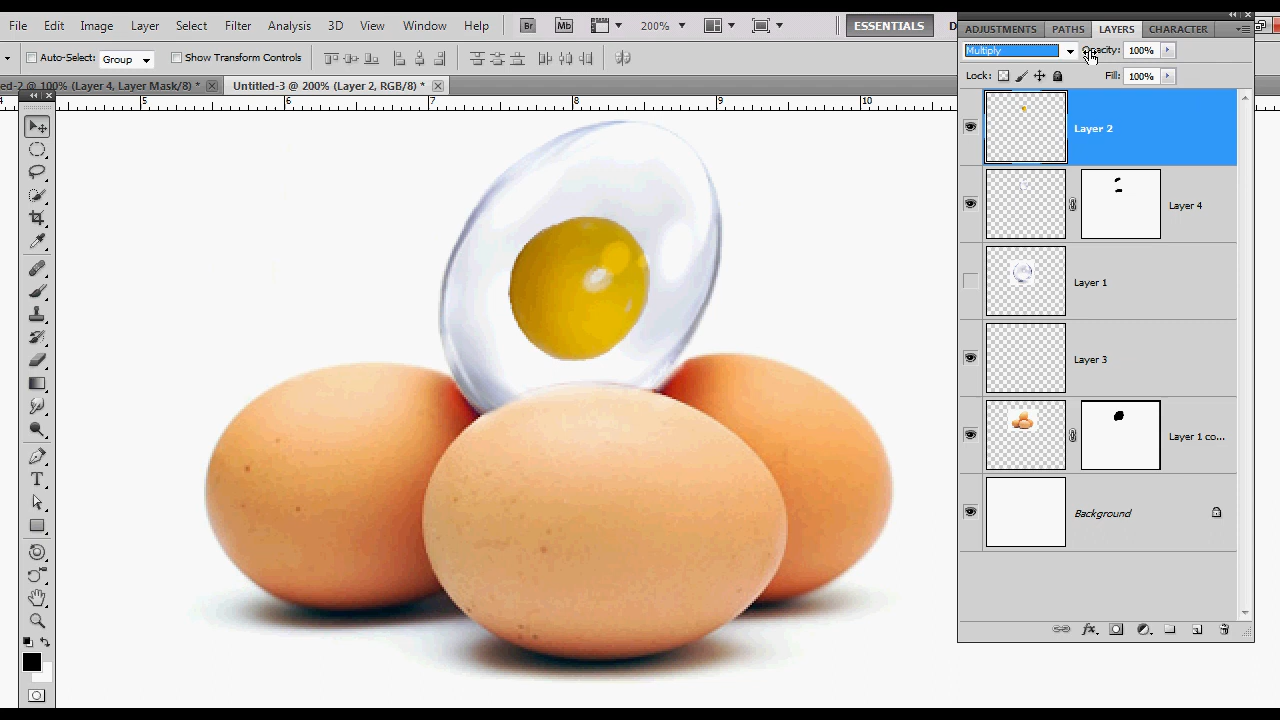 File Edit Image Layer Select Filter Analysis 3D View Window Help Br Mb 200% ESSENTIALS
Auto-Select: Group Show Transform Co
ed-2 @ 100% (Layer 4, Layer Mask/8) * Untitled-3 @ 200% (Layer 2, RGB/8) *
4 5 6 7 8 9 10
ADJUSTMENTS PATHS LAYERS CHARACTER
Multiply Opacity: 100%
Lock: Fill: 100%
Layer 2
Layer 4
Layer 1
Layer 3
Layer 1 co...
Background
fx